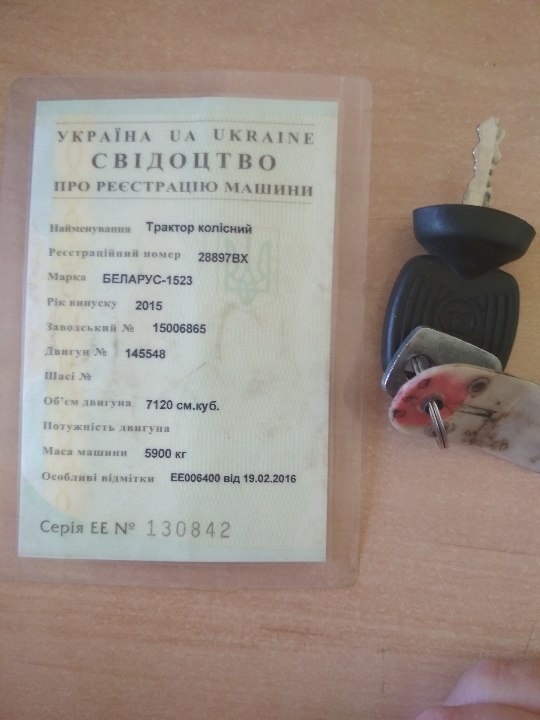 УКРАЇНА UA UKRAINE
СВІДОЦТВО
ПРО РЕЄСТРАЦІЮ МАШИНИ
Найменування Трактор колісний
Реєстраційний номер 28897ВХ
Марка БЕЛАРУС-1523
Рік випуску 2015
Заводський № 15006865
Двигун № 145548
Шасі №
Об'єм двигуна 7120 см.куб.
Потужність двигуна
Маса машини 5900 кг
Особливі відмітки ЕЕ006400 від 19.02.2016
Серія ЕЕ № 130842